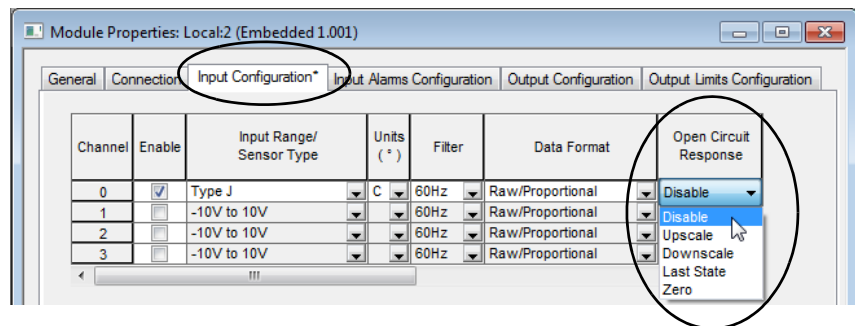 Module Properties: Local:2 (Embedded 1.001)
General Connection Input Configuration* Input Alarms Configuration Output Configuration Output Limits Configuration
Channel Enable Input Range/ Sensor Type Units (°) Filter Data Format Open Circuit Response
0 Type J C 60Hz Raw/Proportional Disable
1 -10V to 10V 60Hz Raw/Proportional Disable
2 -10V to 10V 60Hz Raw/Proportional Upscale
3 -10V to 10V 60Hz Raw/Proportional Downscale
Last State
Zero